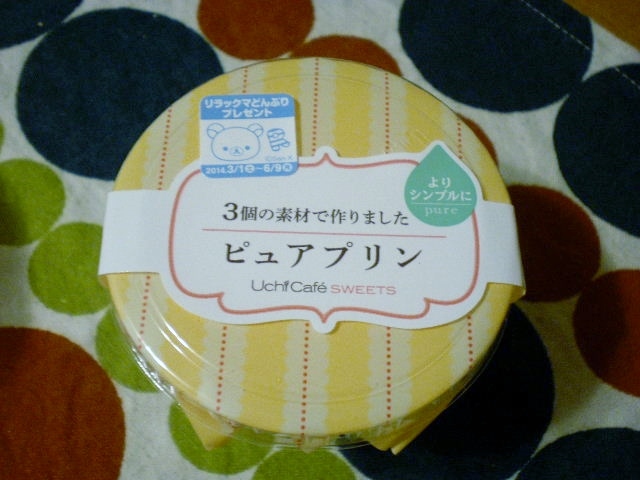 リラックマどんぶり
プレゼント
©San-X
2014.3/1㊏〜6/9㊊
より
シンプルに
pure
3個の素材で作りました
ピュアプリン
Uchi Café SWEETS